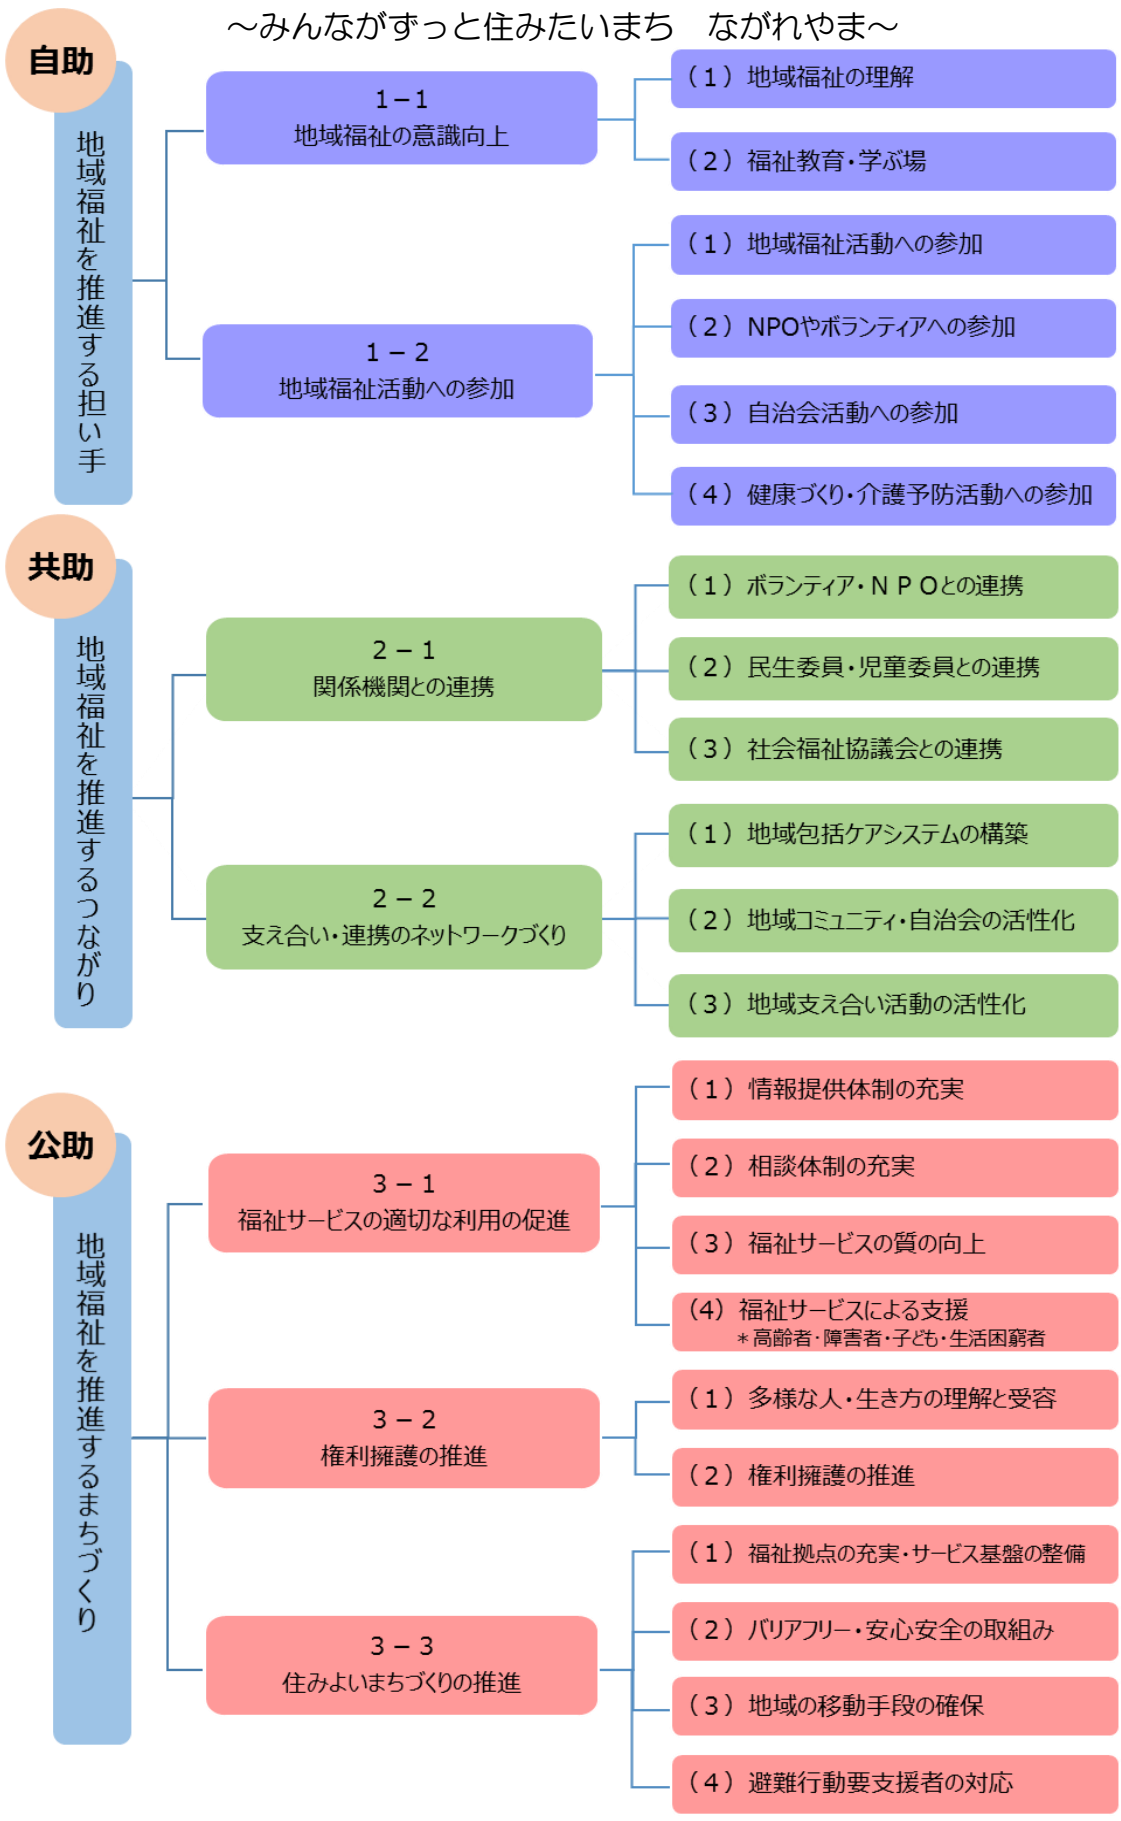 ～みんながずっと住みたいまち　ながれやま～
自助
地域福祉を推進する担い手
１－１
地域福祉の意識向上
（１）地域福祉の理解
（２）福祉教育・学ぶ場
１－２
地域福祉活動への参加
（１）地域福祉活動への参加
（２）NPOやボランティアへの参加
（３）自治会活動への参加
（４）健康づくり・介護予防活動への参加
共助
地域福祉を推進するつながり
２－１
関係機関との連携
（１）ボランティア・ＮＰＯとの連携
（２）民生委員・児童委員との連携
（３）社会福祉協議会との連携
２－２
支え合い・連携のネットワークづくり
（１）地域包括ケアシステムの構築
（２）地域コミュニティ・自治会の活性化
（３）地域支え合い活動の活性化
公助
地域福祉を推進するまちづくり
３－１
福祉サービスの適切な利用の促進
（１）情報提供体制の充実
（２）相談体制の充実
（３）福祉サービスの質の向上
（4）福祉サービスによる支援
＊高齢者・障害者・子ども・生活困窮者
３－２
権利擁護の推進
（１）多様な人・生き方の理解と受容
（２）権利擁護の推進
３－３
住みよいまちづくりの推進
（１）福祉拠点の充実・サービス基盤の整備
（２）バリアフリー・安心安全の取組み
（３）地域の移動手段の確保
（４）避難行動要支援者の対応